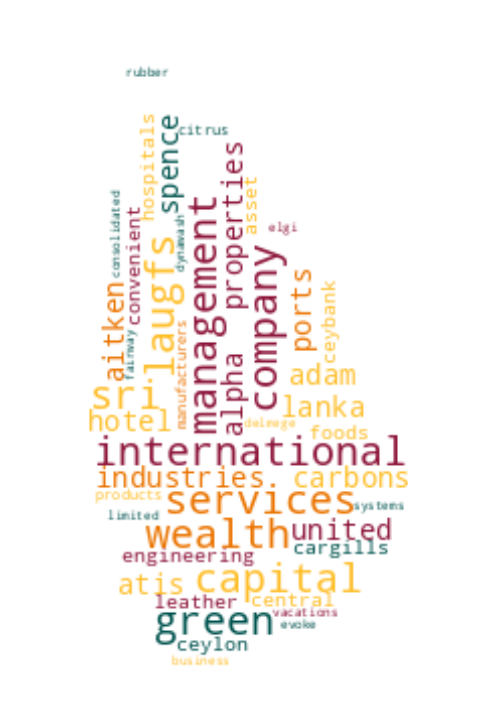 rubber
hospitals
spence
citrus
properties
asset
consolidated
convenient
dynawash
elgi
management
laugfs
company
ports
aitken
ceybank
fairway
manufacturers
alpha
adam
sri
lanka
hotel
delmege
foods
international
industries. carbons
products
services
systems
limited
wealth
united
cargills
engineering
atis
capital
leather
central
green
vacations
evoke
ceylon
business